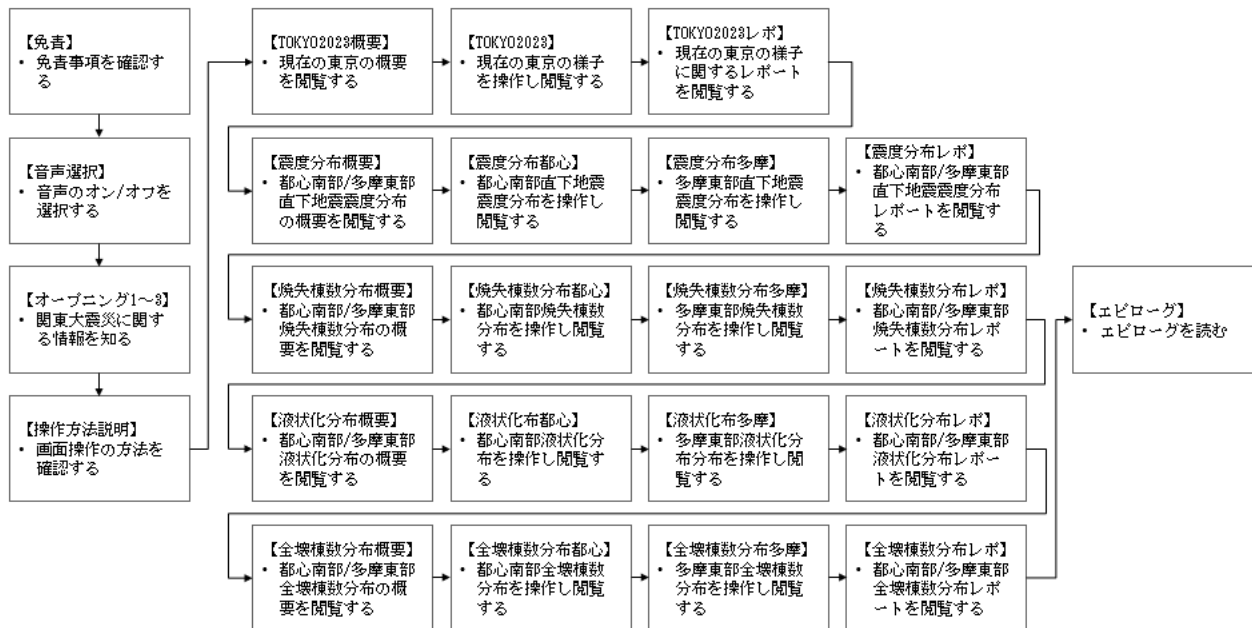 【免責】
• 免責事項を確認す
る
【音声選択】
• 音声のオン/オフを
選択する
【オープニング1～3】
• 関東大震災に関す
る情報を知る
【操作方法説明】
• 画面操作の方法を
確認する
【TOKYO2023概要】
• 現在の東京の概要
を閲覧する
【TOKYO2023】
• 現在の東京の様子
を操作し閲覧する
【TOKYO2023レポ】
• 現在の東京の様子
に関するレポート
を閲覧する
【震度分布概要】
• 都心南部/多摩東部
直下地震震度分布
の概要を閲覧する
【震度分布都心】
• 都心南部直下地震
震度分布を操作し
閲覧する
【震度分布多摩】
• 多摩東部直下地震
震度分布を操作し
閲覧する
【震度分布レポ】
• 都心南部/多摩東部
直下地震震度分布
レポートを閲覧す
る
【焼失棟数分布概要】
• 都心南部/多摩東部
焼失棟数分布の概
要を閲覧する
【焼失棟数分布都心】
• 都心南部焼失棟数
分布を操作し閲覧
する
【焼失棟数分布多摩】
• 多摩東部焼失棟数
分布を操作し閲覧
する
【焼失棟数分布レポ】
• 都心南部/多摩東部
焼失棟数分布レポ
ートを閲覧する
【液状化分布概要】
• 都心南部/多摩東部
液状化分布の概要
を閲覧する
【液状化布都心】
• 都心南部液状化分
布を操作し閲覧す
る
【液状化布多摩】
• 多摩東部液状化分
布分布を操作し閲
覧する
【液状化分布レポ】
• 都心南部/多摩東部
液状化分布レポー
トを閲覧する
【全壊棟数分布概要】
• 都心南部/多摩東部
全壊棟数分布の概
要を閲覧する
【全壊棟数分布都心】
• 都心南部全壊棟数
分布を操作し閲覧
する
【全壊棟数分布多摩】
• 多摩東部全壊棟数
分布を操作し閲覧
する
【全壊棟数分布レポ】
• 都心南部/多摩東部
全壊棟数分布レポ
ートを閲覧する
【エピローグ】
• エピローグを読む